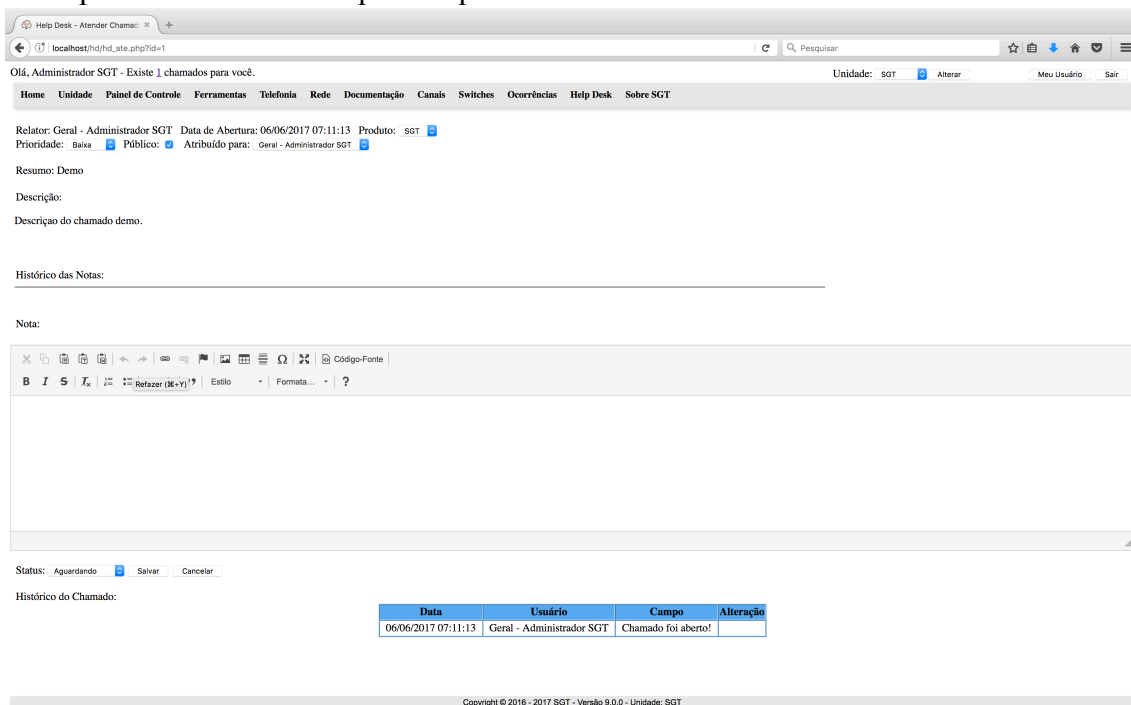 Help Desk - Atender Chamad
localhost/hd/hd_ate.php?id=1
Pesquisar
Olá, Administrador SGT - Existe 1 chamados para você.
Unidade: SGT Alterar Meu Usuário Sair
Home Unidade Painel de Controle Ferramentas Telefonia Rede Documentação Canais Switches Ocorrências Help Desk Sobre SGT
Relator: Geral - Administrador SGT Data de Abertura: 06/06/2017 07:11:13 Produto: SGT
Prioridade: Baixa Público: Atribuído para: Geral - Administrador SGT
Resumo: Demo
Descrição:
Descriçao do chamado demo.
Histórico das Notas:
Nota:
Código-Fonte
B I S Tx Refazer (⌘+Y) Estilo Formata... ?
Status: Aguardando Salvar Cancelar
Histórico do Chamado:
Data Usuário Campo Alteração
06/06/2017 07:11:13 Geral - Administrador SGT Chamado foi aberto!
Copyright © 2016 - 2017 SGT - Versão 9.0.0 - Unidade: SGT